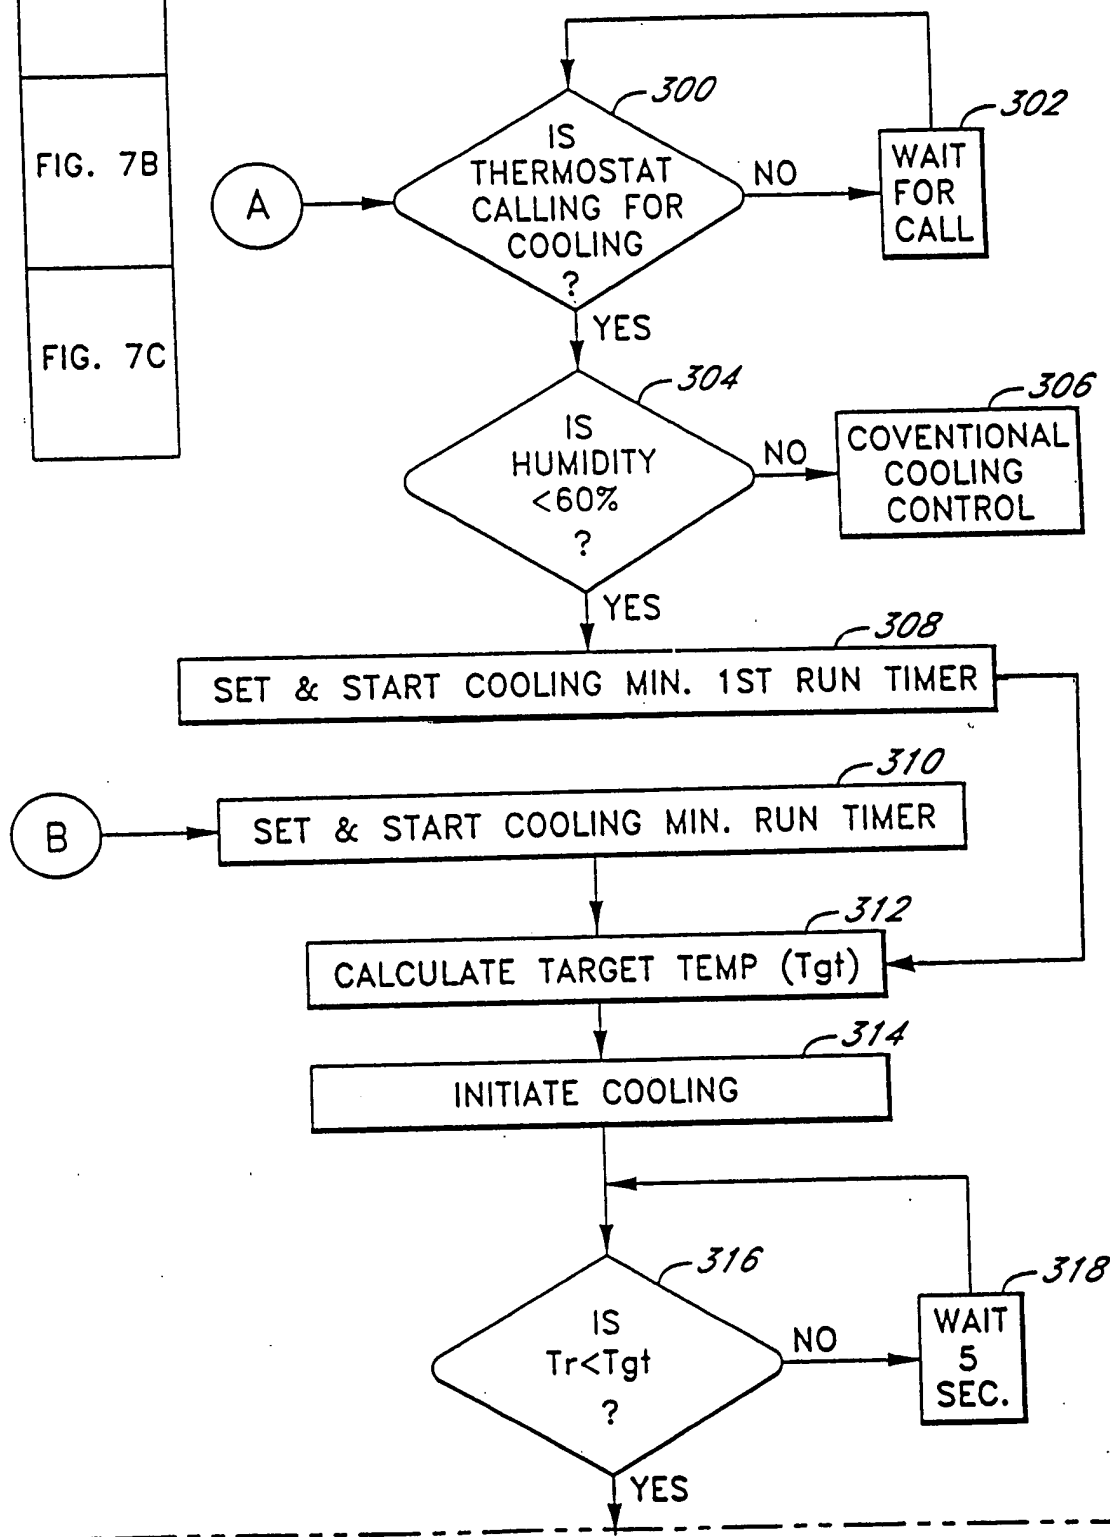 300
302
IS
THERMOSTAT
CALLING FOR
COOLING
?
NO
WAIT
FOR
CALL
FIG. 7B
A
YES
FIG. 7C
304
306
IS
HUMIDITY
<60%
?
NO
COVENTIONAL
COOLING
CONTROL
YES
308
SET & START COOLING MIN. 1ST RUN TIMER
310
B
SET & START COOLING MIN. RUN TIMER
312
CALCULATE TARGET TEMP (Tgt)
314
INITIATE COOLING
316
318
IS
Tr<Tgt
?
NO
WAIT
5
SEC.
YES